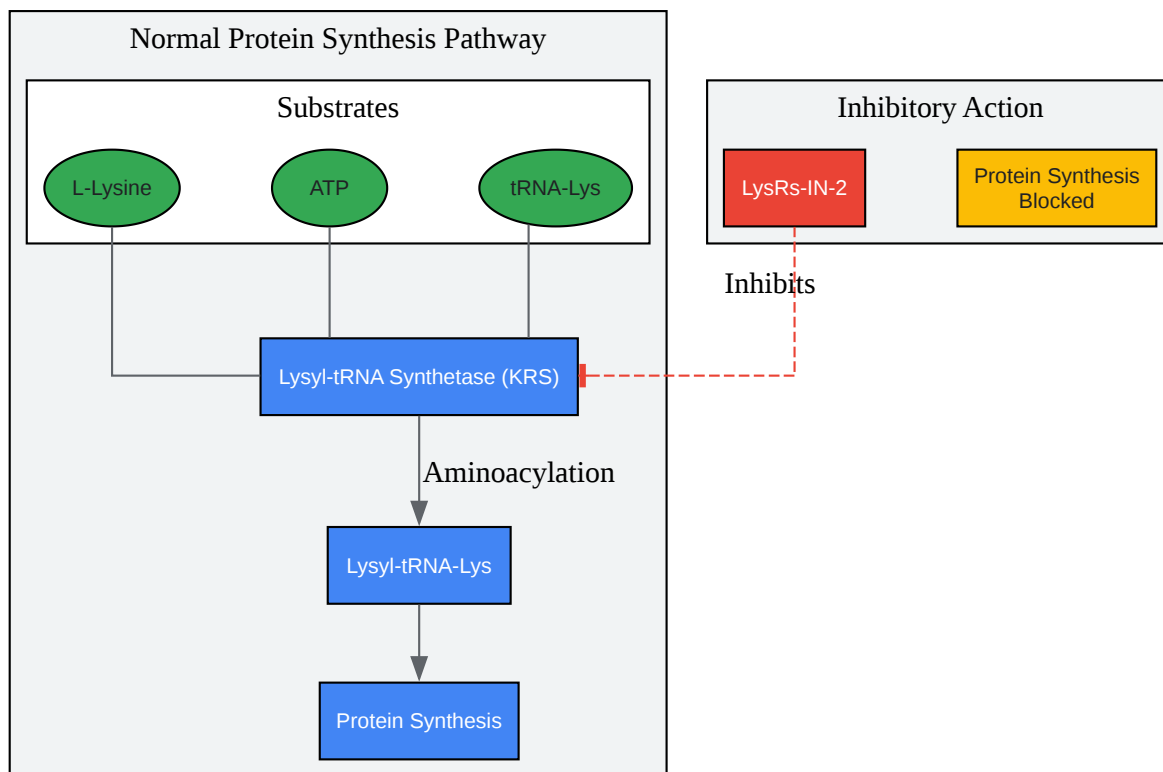 Normal Protein Synthesis Pathway
Substrates
L-Lysine
ATP
tRNA-Lys
Lysyl-tRNA Synthetase (KRS)
Aminoacylation
Lysyl-tRNA-Lys
Protein Synthesis
Inhibitory Action
LysRs-IN-2
Protein Synthesis
Blocked
Inhibits